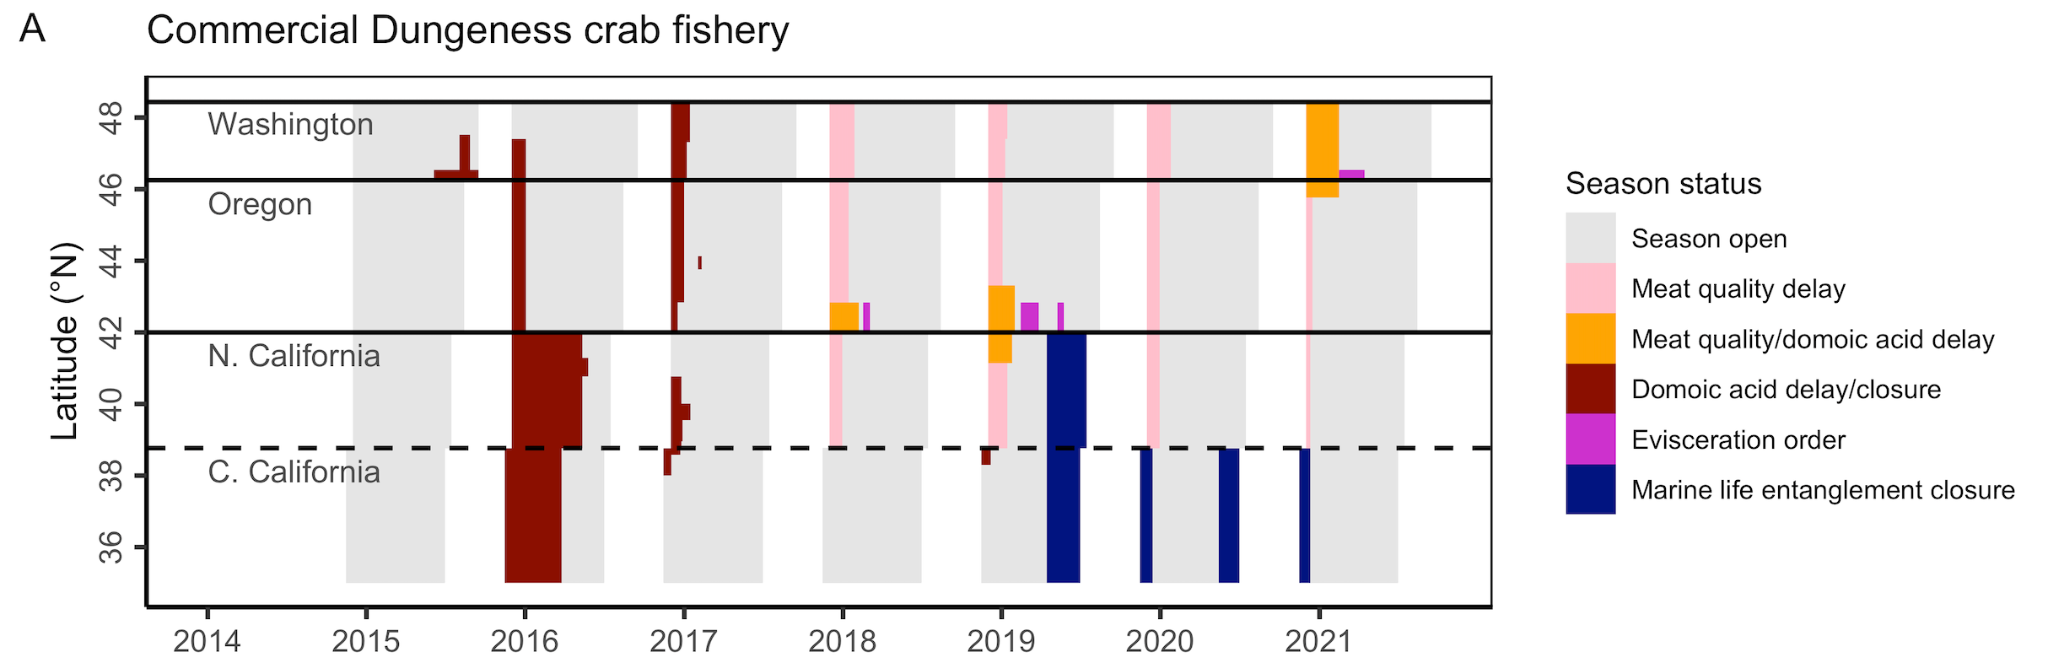 A
Commercial Dungeness crab fishery
Latitude (°N)
48
46
44
42
40
38
36
Washington
Oregon
N. California
C. California
2014 2015 2016 2017 2018 2019 2020 2021
Season status
Season open
Meat quality delay
Meat quality/domoic acid delay
Domoic acid delay/closure
Evisceration order
Marine life entanglement closure